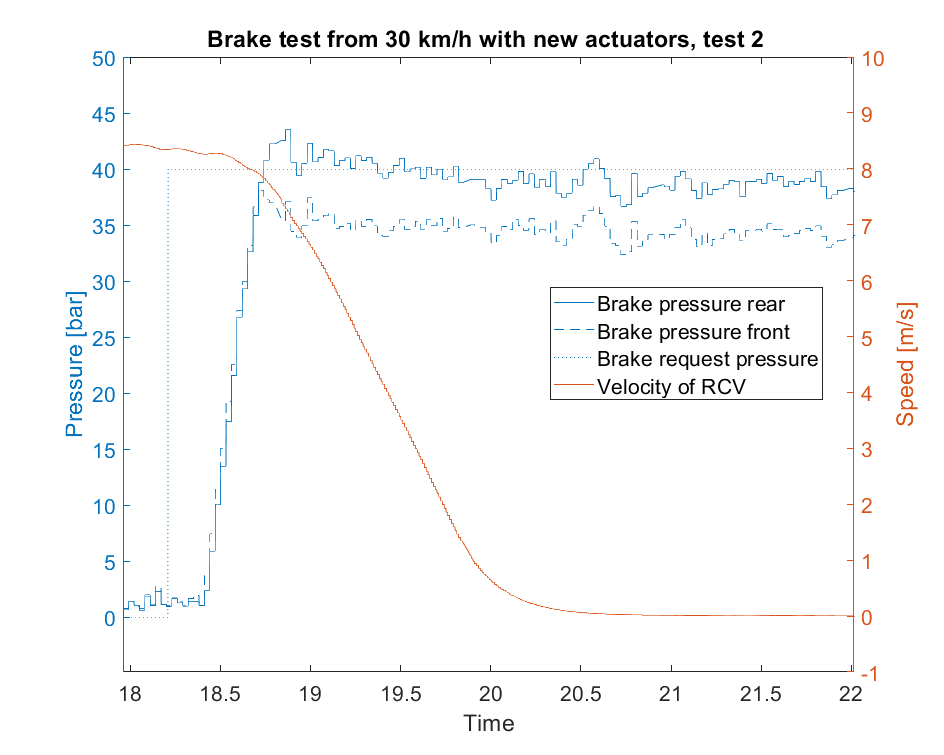 Brake test from 30 km/h with new actuators, test 2
50
45
40
35
30
25
20
15
10
5
0
Pressure [bar]
10
9
8
7
6
5
4
3
2
1
0
-1
Speed [m/s]
Brake pressure rear
Brake pressure front
Brake request pressure
Velocity of RCV
18 18.5 19 19.5 20 20.5 21 21.5 22
Time